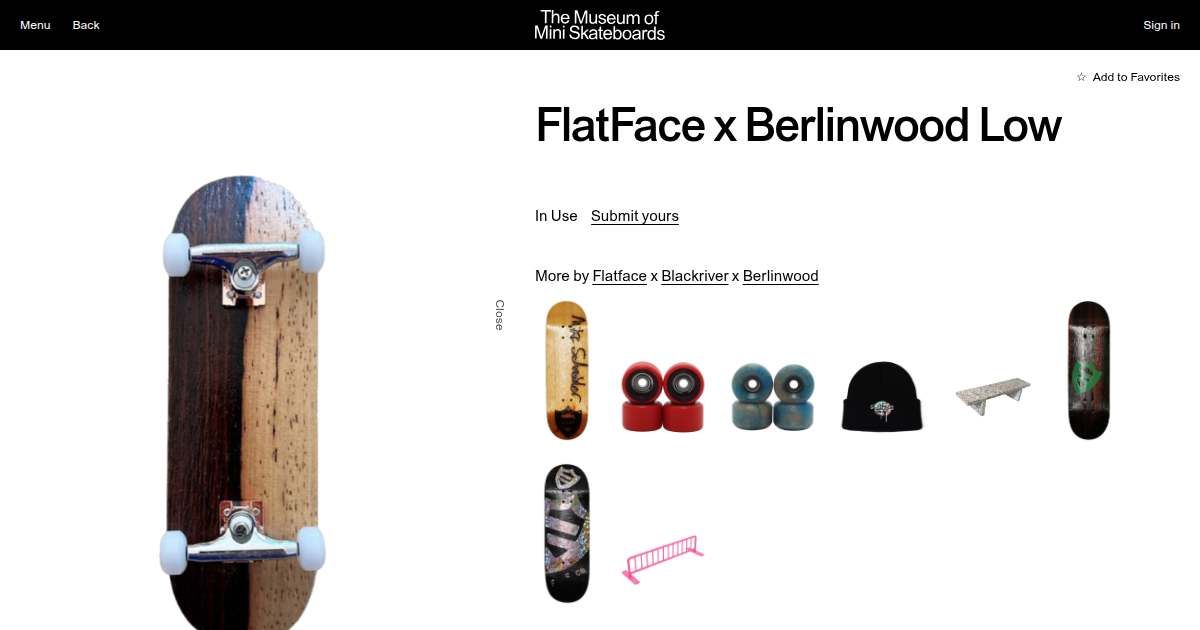 Menu Back
The Museum of
Mini Skateboards
Sign in
☆ Add to Favorites
FlatFace x Berlinwood Low
In Use Submit yours
More by Flatface x Blackriver x Berlinwood
Close